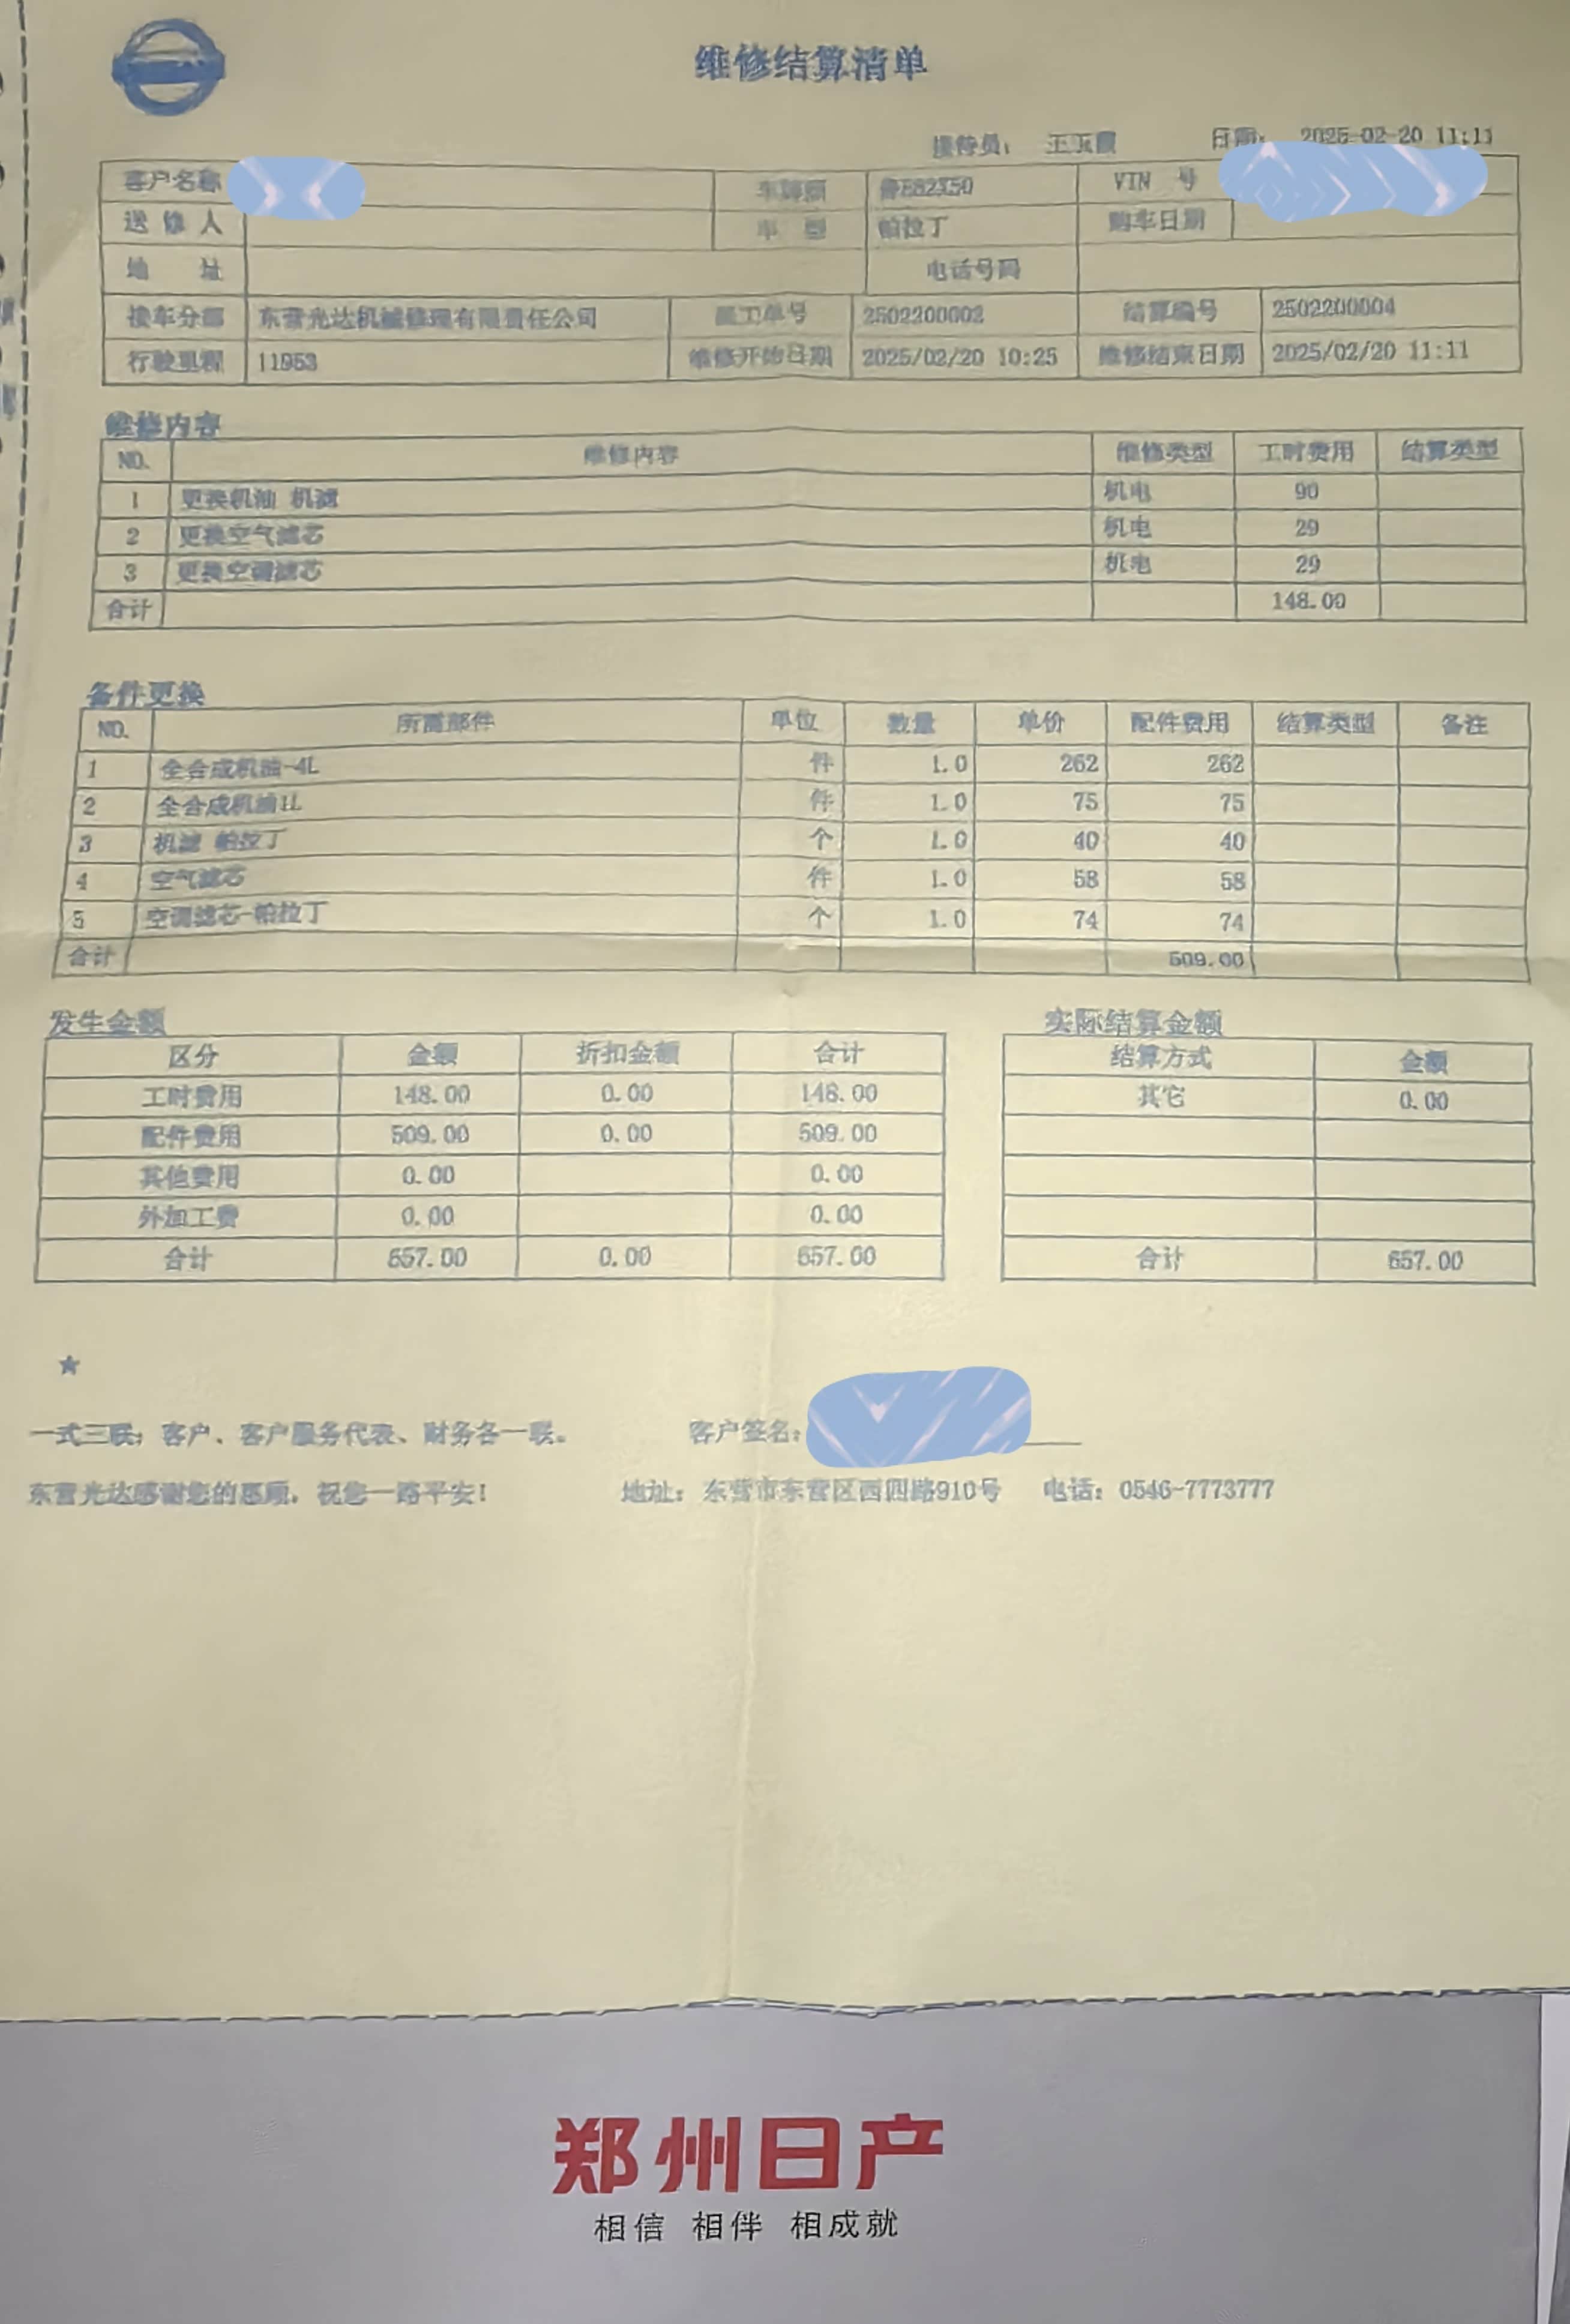 维修结算清单
接待员： 王玉霞 日期： 2025-02-20 11:11
客户名称 车牌照 VIN 号
送 修 人 车 型 帕拉丁 购车日期
地 址 电话号码
接车分部 东营光达机械修理有限责任公司 施工单号 2502200002 结算编号 2502200004
行驶里程 11953 维修开始日期 2025/02/20 10:25 维修结束日期 2025/02/20 11:11
维修内容
NO. 维修内容 维修类型 工时费用 结算类型
1 更换机油 机滤 机电 90
2 更换空气滤芯 机电 29
3 更换空调滤芯 机电 29
合计 148.00
备件更换
NO. 所需部件 单位 数量 单价 配件费用 结算类型 备注
1 全合成机油-4L 件 1.0 262 262
2 全合成机油1L 件 1.0 75 75
3 机滤 帕拉丁 个 1.0 40 40
4 空气滤芯 件 1.0 58 58
5 空调滤芯-帕拉丁 个 1.0 74 74
合计 509.00
发生金额 实际结算金额
区分 金额 折扣金额 合计 结算方式 金额
工时费用 148.00 0.00 148.00 其它 0.00
配件费用 509.00 0.00 509.00
其他费用 0.00 0.00
外加工费 0.00 0.00
合计 657.00 0.00 657.00 合计 657.00
★
一式三联：客户、客户服务代表、财务各一联。 客户签名：
东营光达感谢您的惠顾，祝您一路平安！ 地址：东营市东营区西四路910号 电话：0546-7773777
郑州日产
相信 相伴 相成就